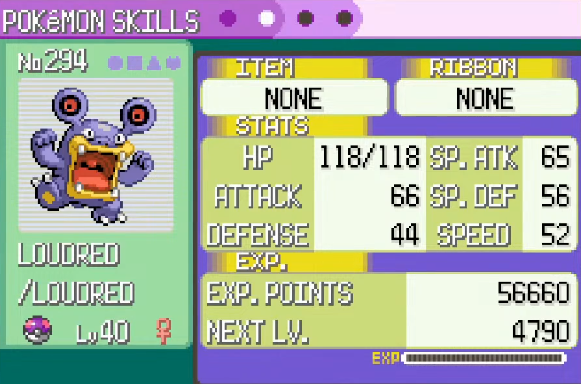 POKéMON SKILLS
No294
ITEM RIBBON
NONE NONE
STATS
HP 118/118 SP. ATK 65
ATTACK 66 SP. DEF 56
DEFENSE 44 SPEED 52
LOUDRED
/LOUDRED
Lv40 ♀
EXP.
EXP. POINTS 56660
NEXT LV. 4790
EXP